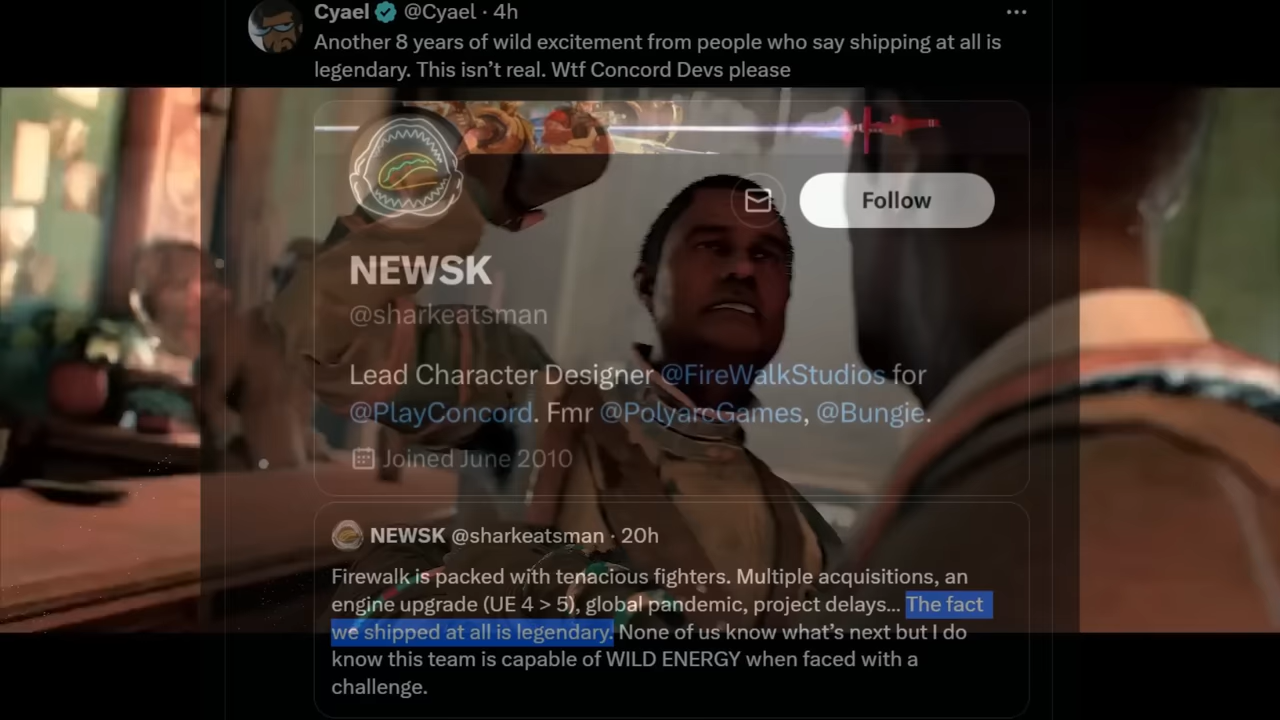 Cyael @Cyael · 4h
Another 8 years of wild excitement from people who say shipping at all is
legendary. This isn’t real. Wtf Concord Devs please
Follow
NEWSK
@sharkeatsman
Lead Character Designer @FireWalkStudios for
@PlayConcord. Fmr @PolyarcGames, @Bungie.
Joined June 2010
NEWSK @sharkeatsman · 20h
Firewalk is packed with tenacious fighters. Multiple acquisitions, an
engine upgrade (UE 4 > 5), global pandemic, project delays... The fact
we shipped at all is legendary. None of us know what’s next but I do
know this team is capable of WILD ENERGY when faced with a
challenge.